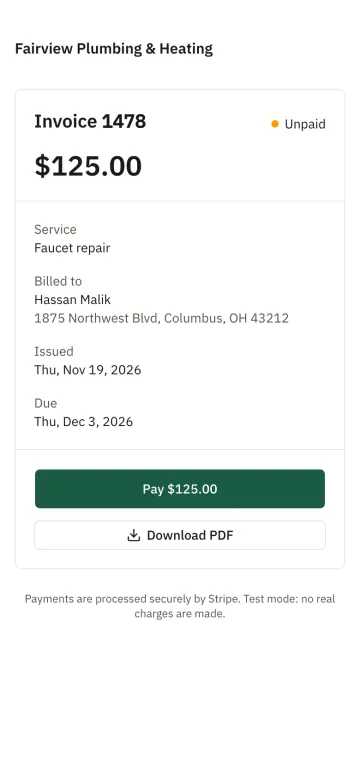 Fairview Plumbing & Heating
Invoice 1478
Unpaid
$125.00
Service
Faucet repair
Billed to
Hassan Malik
1875 Northwest Blvd, Columbus, OH 43212
Issued
Thu, Nov 19, 2026
Due
Thu, Dec 3, 2026
Pay $125.00
Download PDF
Payments are processed securely by Stripe. Test mode: no real
charges are made.